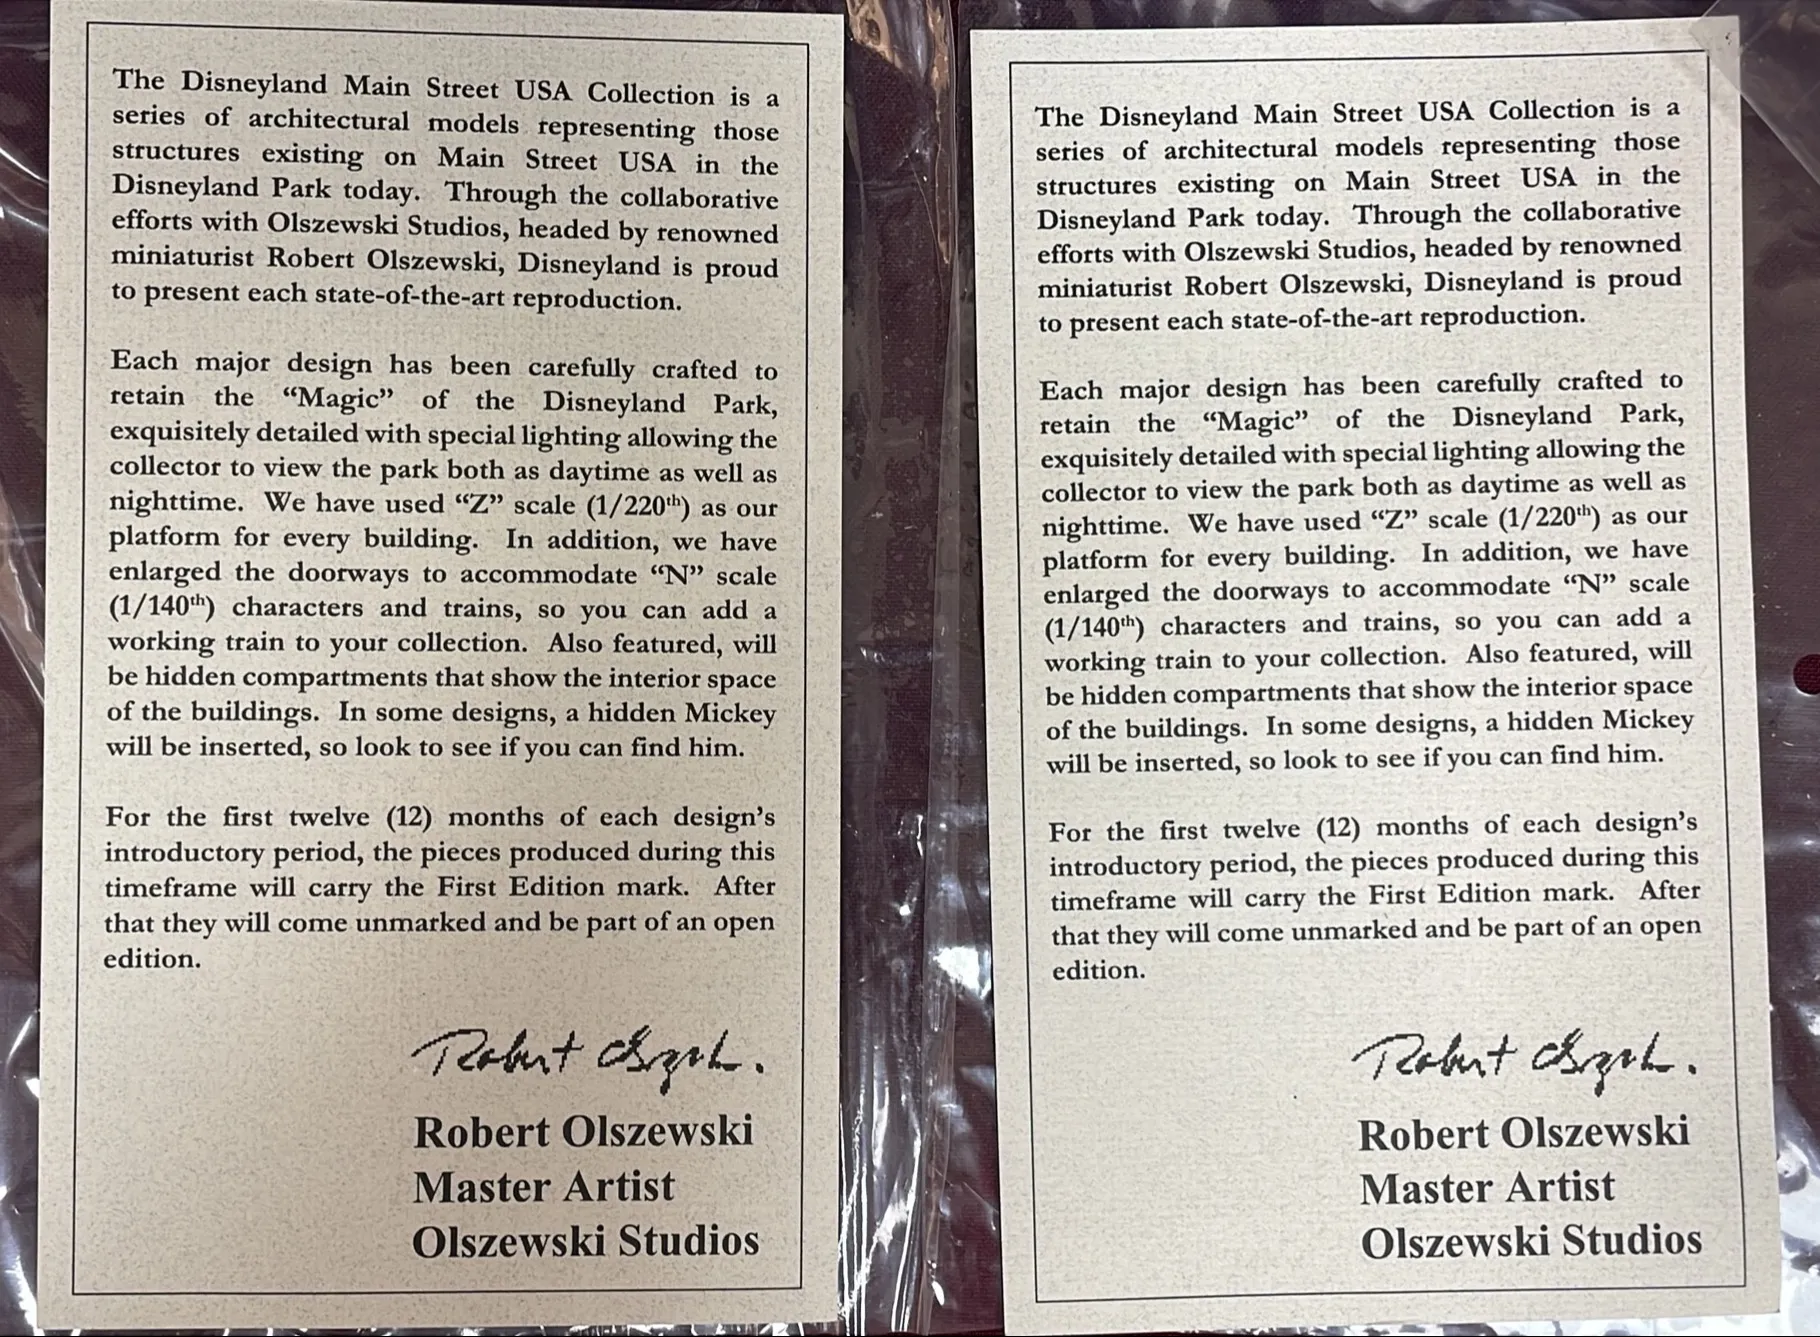 The Disneyland Main Street USA Collection is a
series of architectural models representing those
structures existing on Main Street USA in the
Disneyland Park today. Through the collaborative
efforts with Olszewski Studios, headed by renowned
miniaturist Robert Olszewski, Disneyland is proud
to present each state-of-the-art reproduction.
Each major design has been carefully crafted to
retain the “Magic” of the Disneyland Park,
exquisitely detailed with special lighting allowing the
collector to view the park both as daytime as well as
nighttime. We have used “Z” scale (1/220th) as our
platform for every building. In addition, we have
enlarged the doorways to accommodate “N” scale
(1/140th) characters and trains, so you can add a
working train to your collection. Also featured, will
be hidden compartments that show the interior space
of the buildings. In some designs, a hidden Mickey
will be inserted, so look to see if you can find him.
For the first twelve (12) months of each design’s
introductory period, the pieces produced during this
timeframe will carry the First Edition mark. After
that they will come unmarked and be part of an open
edition.
Robert Olszewski
Robert Olszewski
Master Artist
Olszewski Studios
The Disneyland Main Street USA Collection is a
series of architectural models representing those
structures existing on Main Street USA in the
Disneyland Park today. Through the collaborative
efforts with Olszewski Studios, headed by renowned
miniaturist Robert Olszewski, Disneyland is proud
to present each state-of-the-art reproduction.
Each major design has been carefully crafted to
retain the “Magic” of the Disneyland Park,
exquisitely detailed with special lighting allowing the
collector to view the park both as daytime as well as
nighttime. We have used “Z” scale (1/220th) as our
platform for every building. In addition, we have
enlarged the doorways to accommodate “N” scale
(1/140th) characters and trains, so you can add a
working train to your collection. Also featured, will
be hidden compartments that show the interior space
of the buildings. In some designs, a hidden Mickey
will be inserted, so look to see if you can find him.
For the first twelve (12) months of each design’s
introductory period, the pieces produced during this
timeframe will carry the First Edition mark. After
that they will come unmarked and be part of an open
edition.
Robert Olszewski
Robert Olszewski
Master Artist
Olszewski Studios